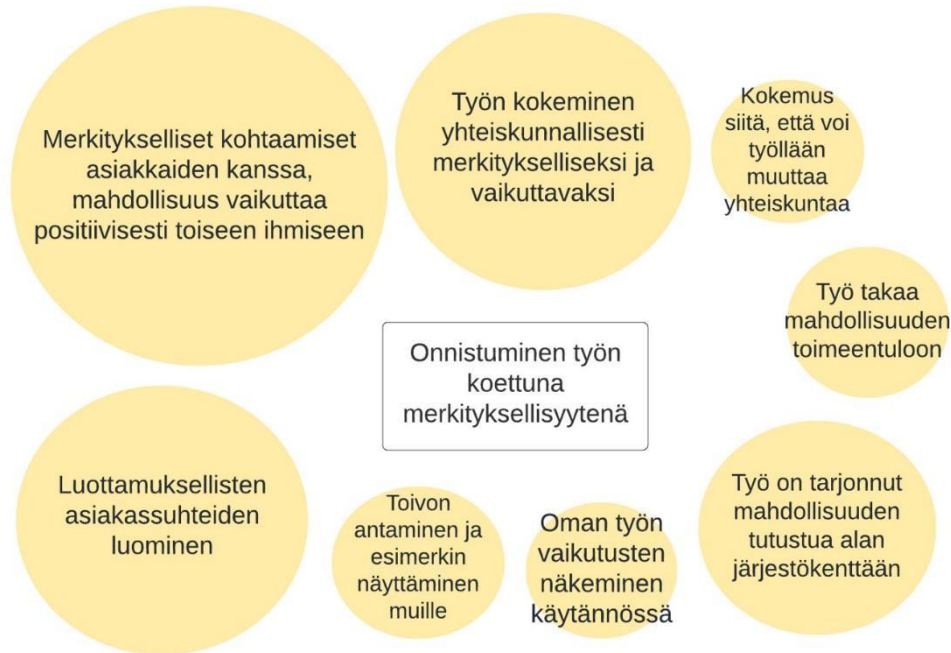 Merkitykselliset kohtaamiset
asiakkaiden kanssa,
mahdollisuus vaikuttaa
positiivisesti toiseen ihmiseen
Työn kokeminen
yhteiskunnallisesti
merkitykselliseksi ja
vaikuttavaksi
Kokemus
siitä, että voi
työllään
muuttaa
yhteiskuntaa
Työ takaa
mahdollisuuden
toimeentuloon
Onnistuminen työn
koettuna
merkityksellisyytenä
Luottamuksellisten
asiakassuhteiden
luominen
Toivon
antaminen ja
esimerkin
näyttäminen
muille
Oman työn
vaikutusten
näkeminen
käytännössä
Työ on tarjonnut
mahdollisuuden
tutustua alan
järjestökenttään